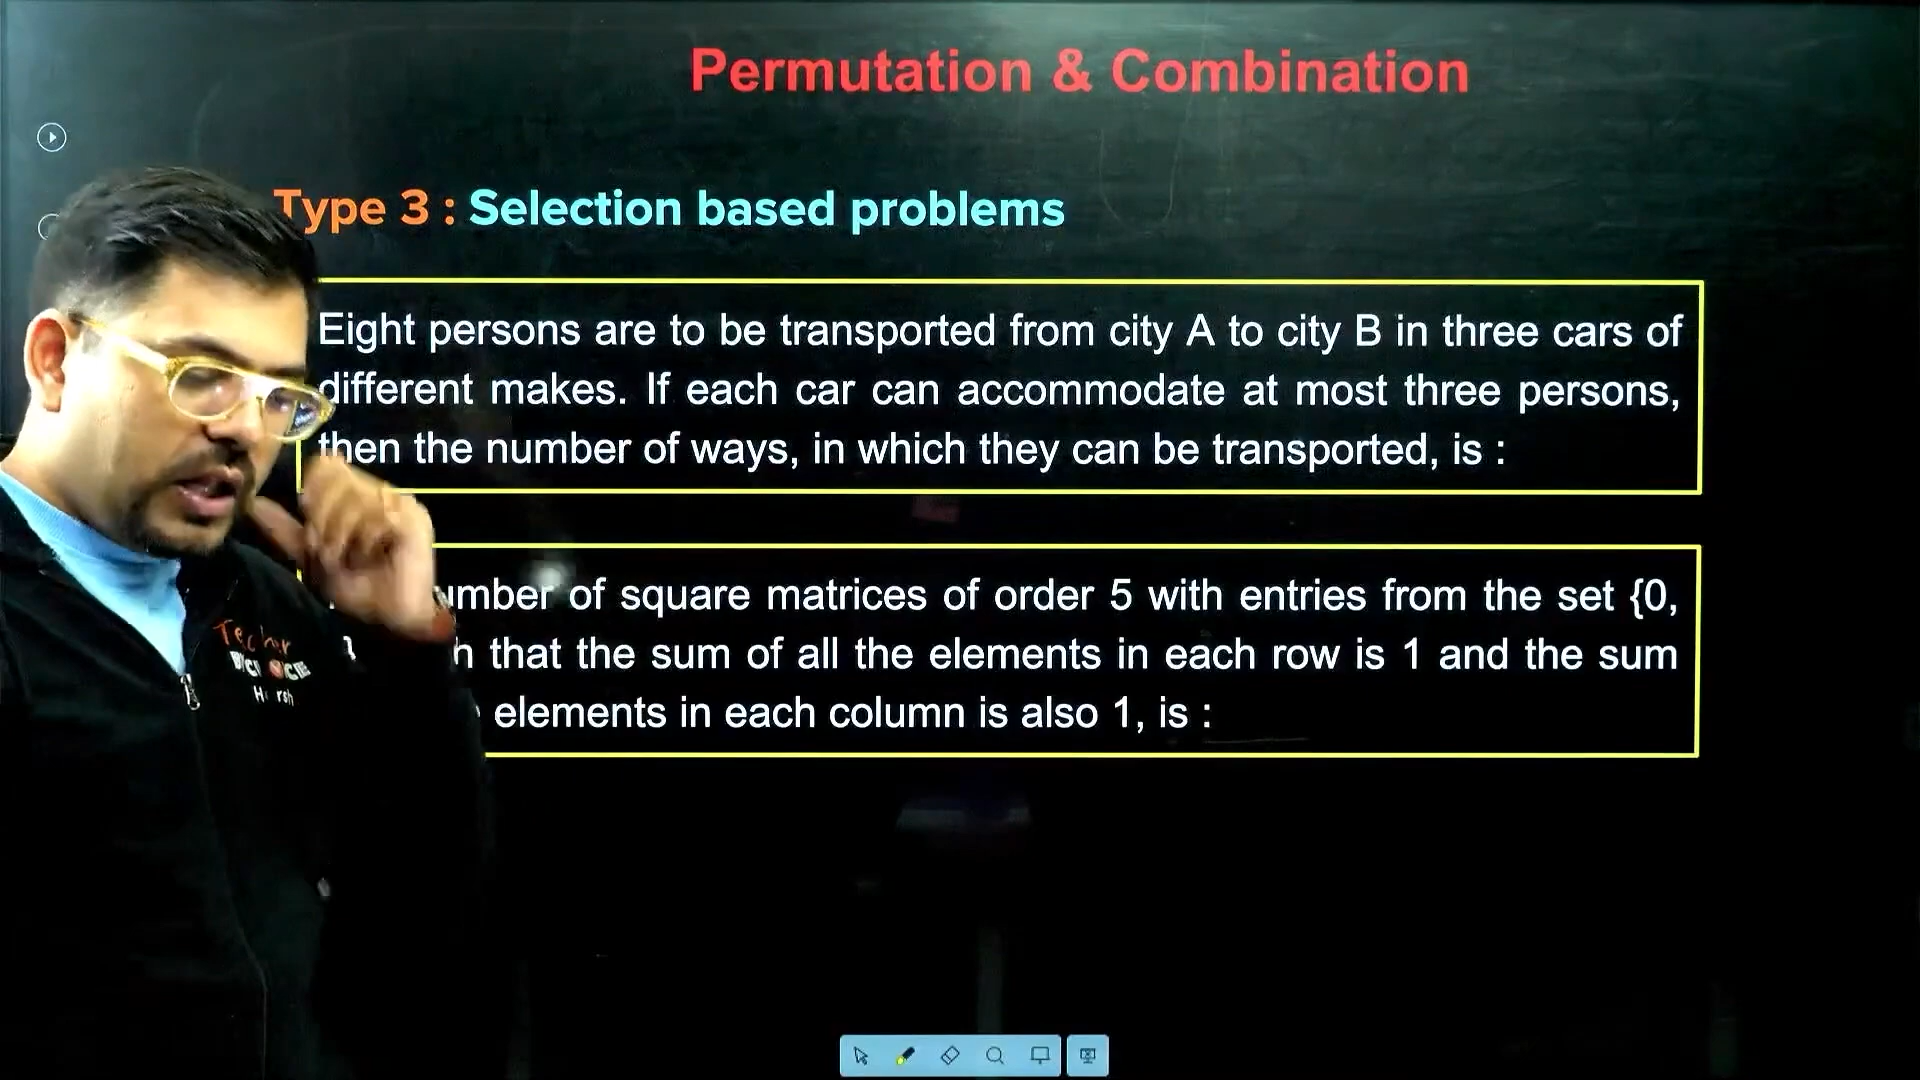 Permutation & Combination
Type 3 : Selection based problems
Eight persons are to be transported from city A to city B in three cars of
different makes. If each car can accommodate at most three persons,
then the number of ways, in which they can be transported, is :
of square matrices of order 5 with entries from the set {0,
that the sum of all the elements in each row is 1 and the sum
elements in each column is also 1, is :